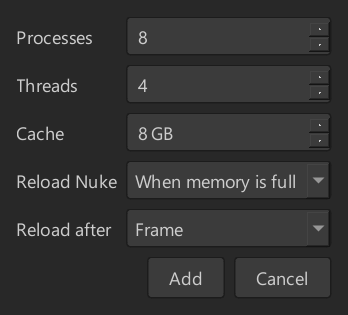 Processes 8
Threads 4
Cache 8 GB
Reload Nuke When memory is full
Reload after Frame
Add Cancel